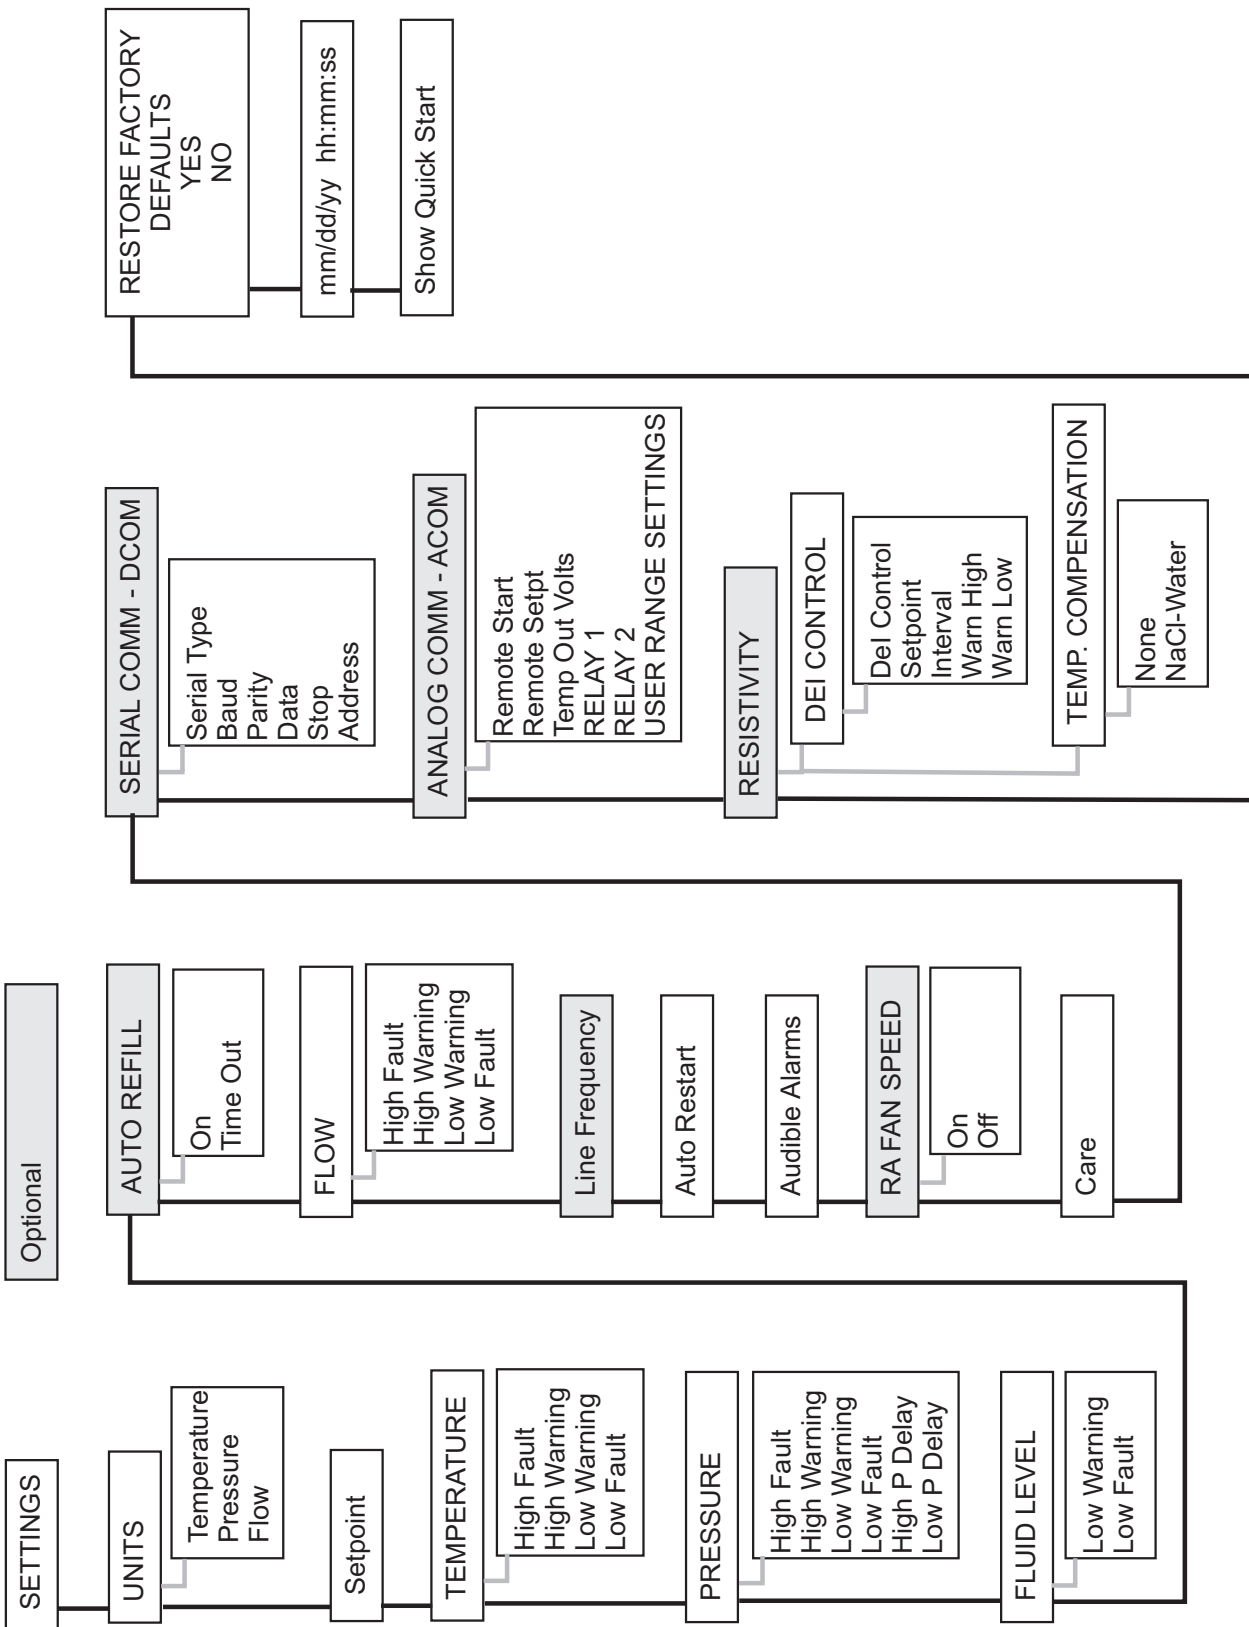 Optional
SETTINGS
UNITS
Temperature
Pressure
Flow
Setpoint
TEMPERATURE
High Fault
High Warning
Low Warning
Low Fault
PRESSURE
High Fault
High Warning
Low Warning
Low Fault
High P Delay
Low P Delay
FLUID LEVEL
Low Warning
Low Fault
AUTO REFILL
On
Time Out
FLOW
High Fault
High Warning
Low Warning
Low Fault
Line Frequency
Auto Restart
Audible Alarms
RA FAN SPEED
On
Off
Care
SERIAL COMM - DCOM
Serial Type
Baud
Parity
Data
Stop
Address
ANALOG COMM - ACOM
Remote Start
Remote Setpt
Temp Out Volts
RELAY 1
RELAY 2
USER RANGE SETTINGS
RESISTIVITY
DEI CONTROL
DeI Control
Setpoint
Interval
Warn High
Warn Low
TEMP. COMPENSATION
None
NaCl-Water
RESTORE FACTORY
DEFAULTS
YES
NO
mm/dd/yy hh:mm:ss
Show Quick Start